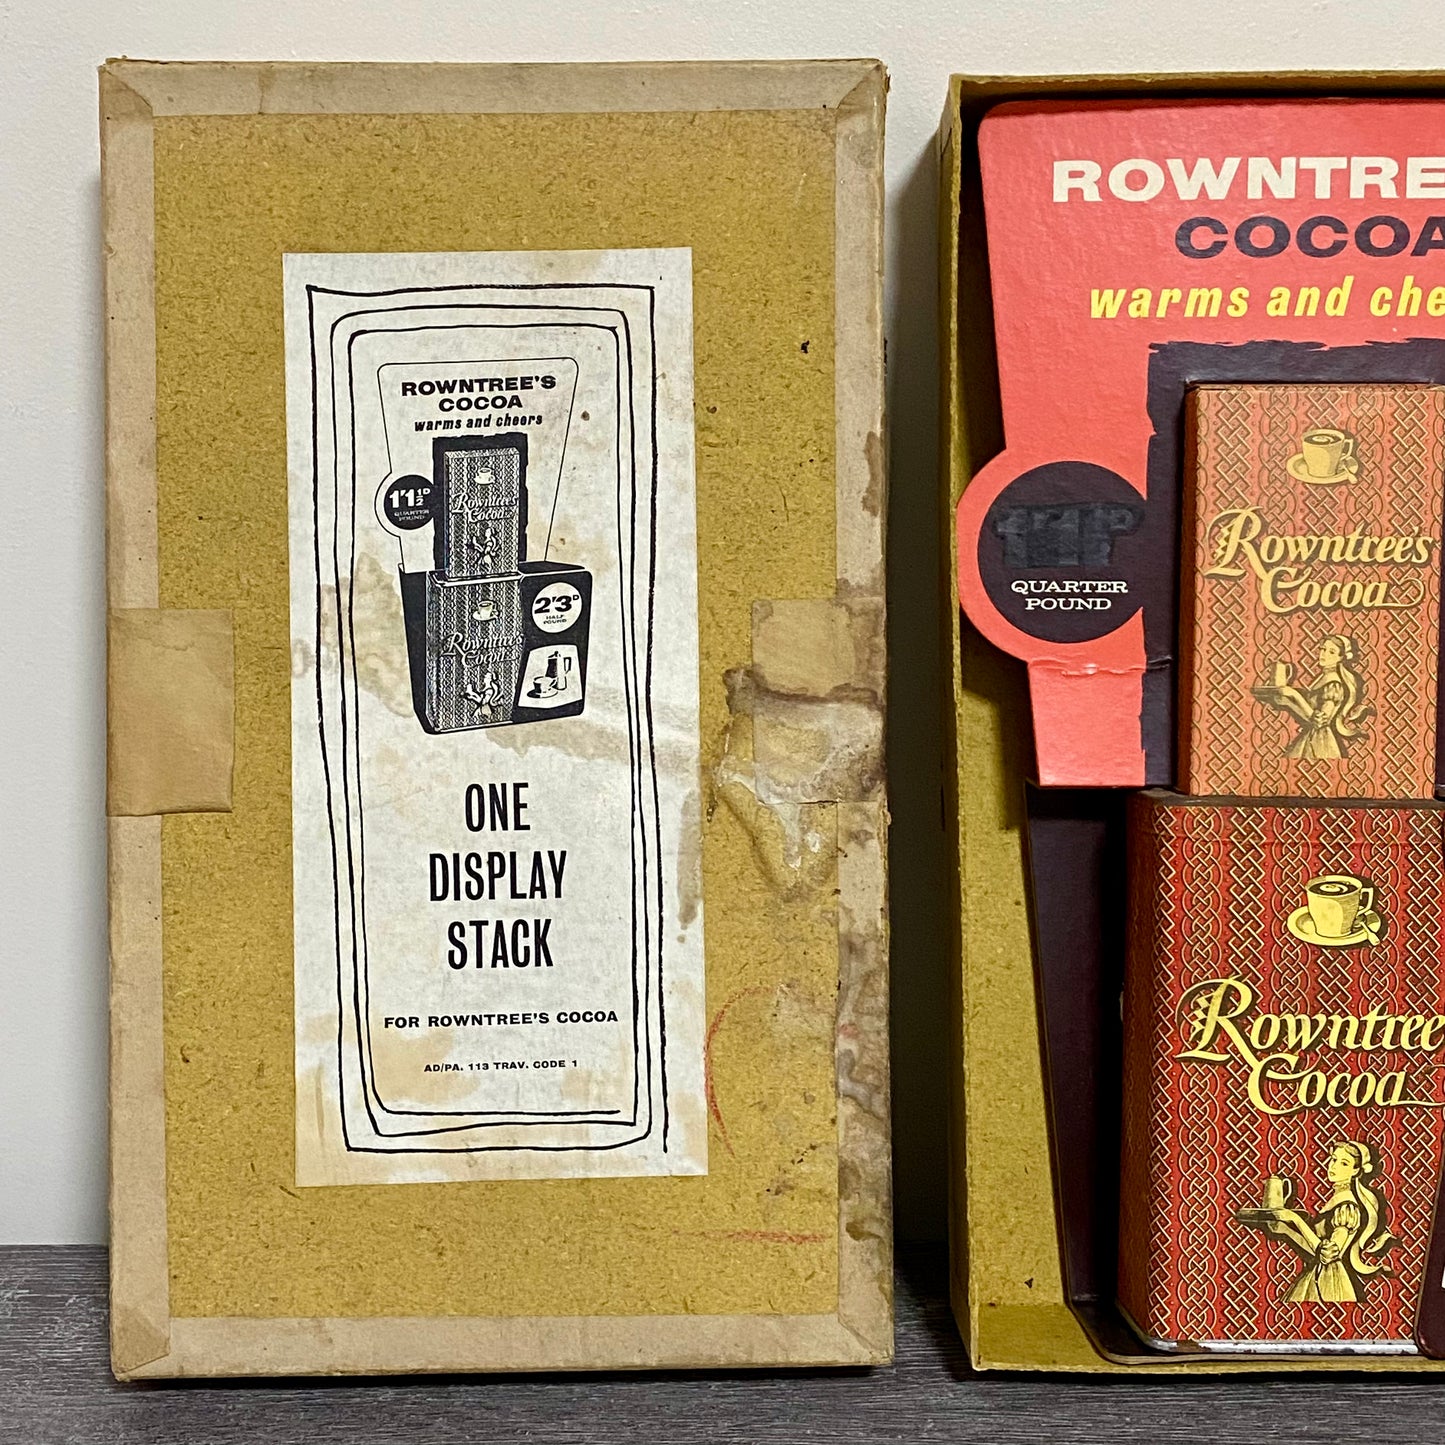 ROWNTREE'S
COCOA
warms and cheers
1'1½D
QUARTER
POUND
Rowntree's
Cocoa
2'3D
HALF
POUND
Rowntree's
Cocoa
ONE
DISPLAY
STACK
FOR ROWNTREE'S COCOA
AD/PA. 113 TRAV. CODE 1
ROWNTRE
COCOA
warms and che
QUARTER
POUND
Rowntree's
Cocoa
Rowntree
Cocoa